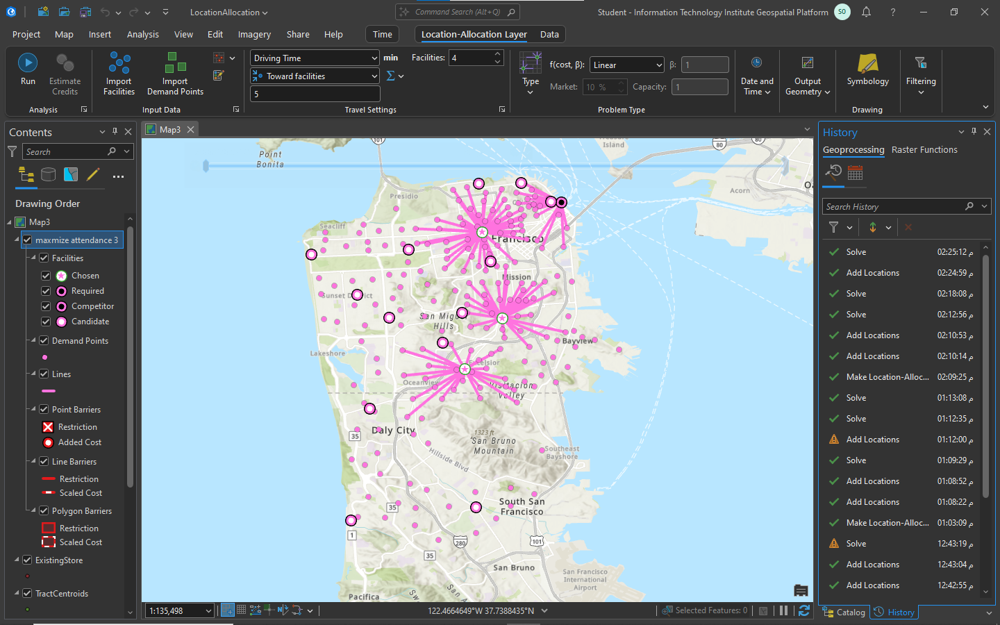 LocationAllocation
Command Search (Alt+Q)
Student - Information Technology Institute Geospatial Platform
SO
?
Project Map Insert Analysis View Edit Imagery Share Help Time Location-Allocation Layer Data
Run
Estimate Credits
Analysis
Import Facilities
Import Demand Points
Input Data
Driving Time min Facilities: 4
Toward facilities
5
Travel Settings
Type
f(cost, β): Linear β: 1
Market: 10 % Capacity: 1
Problem Type
Date and Time
Output Geometry
Symbology
Drawing
Filtering
Contents
Search
Drawing Order
Map3
maxmize attendance 3
Facilities
Chosen
Required
Competitor
Candidate
Demand Points
Lines
Point Barriers
Restriction
Added Cost
Line Barriers
Restriction
Scaled Cost
Polygon Barriers
Restriction
Scaled Cost
ExistingStore
TractCentroids
Map3
101
Point Bonita
Island
80
80
Acorn
Presidio
Seacliff
Francisco
Mission
Sunset District
San Miguel Hills
Bayview
Lakeshore
Excelsior
Oceanview
Visitacion Valley
Daly City
35
1323 ft
San Bruno Mountain
Southeast Bayshore
Hillside Blvd
South San Francisco
35
1
280
101
35
San Bruno
San Francisco International Airport
Pacifica
1:135,498
122.4664649°W 37.7388435°N
Selected Features: 0
History
Geoprocessing Raster Functions
Search History
Solve 02:25:12 م
Add Locations 02:24:59 م
Solve 02:18:08 م
Solve 02:12:56 م
Add Locations 02:10:53 م
Add Locations 02:10:14 م
Make Location-Alloc... 02:09:25 م
Solve 01:13:08 م
Solve 01:12:35 م
Add Locations 01:12:00 م
Solve 01:09:29 م
Add Locations 01:08:52 م
Add Locations 01:08:22 م
Make Location-Alloc... 01:03:09 م
Solve 12:43:19 م
Add Locations 12:43:04 م
Add Locations 12:42:55 م
Catalog History